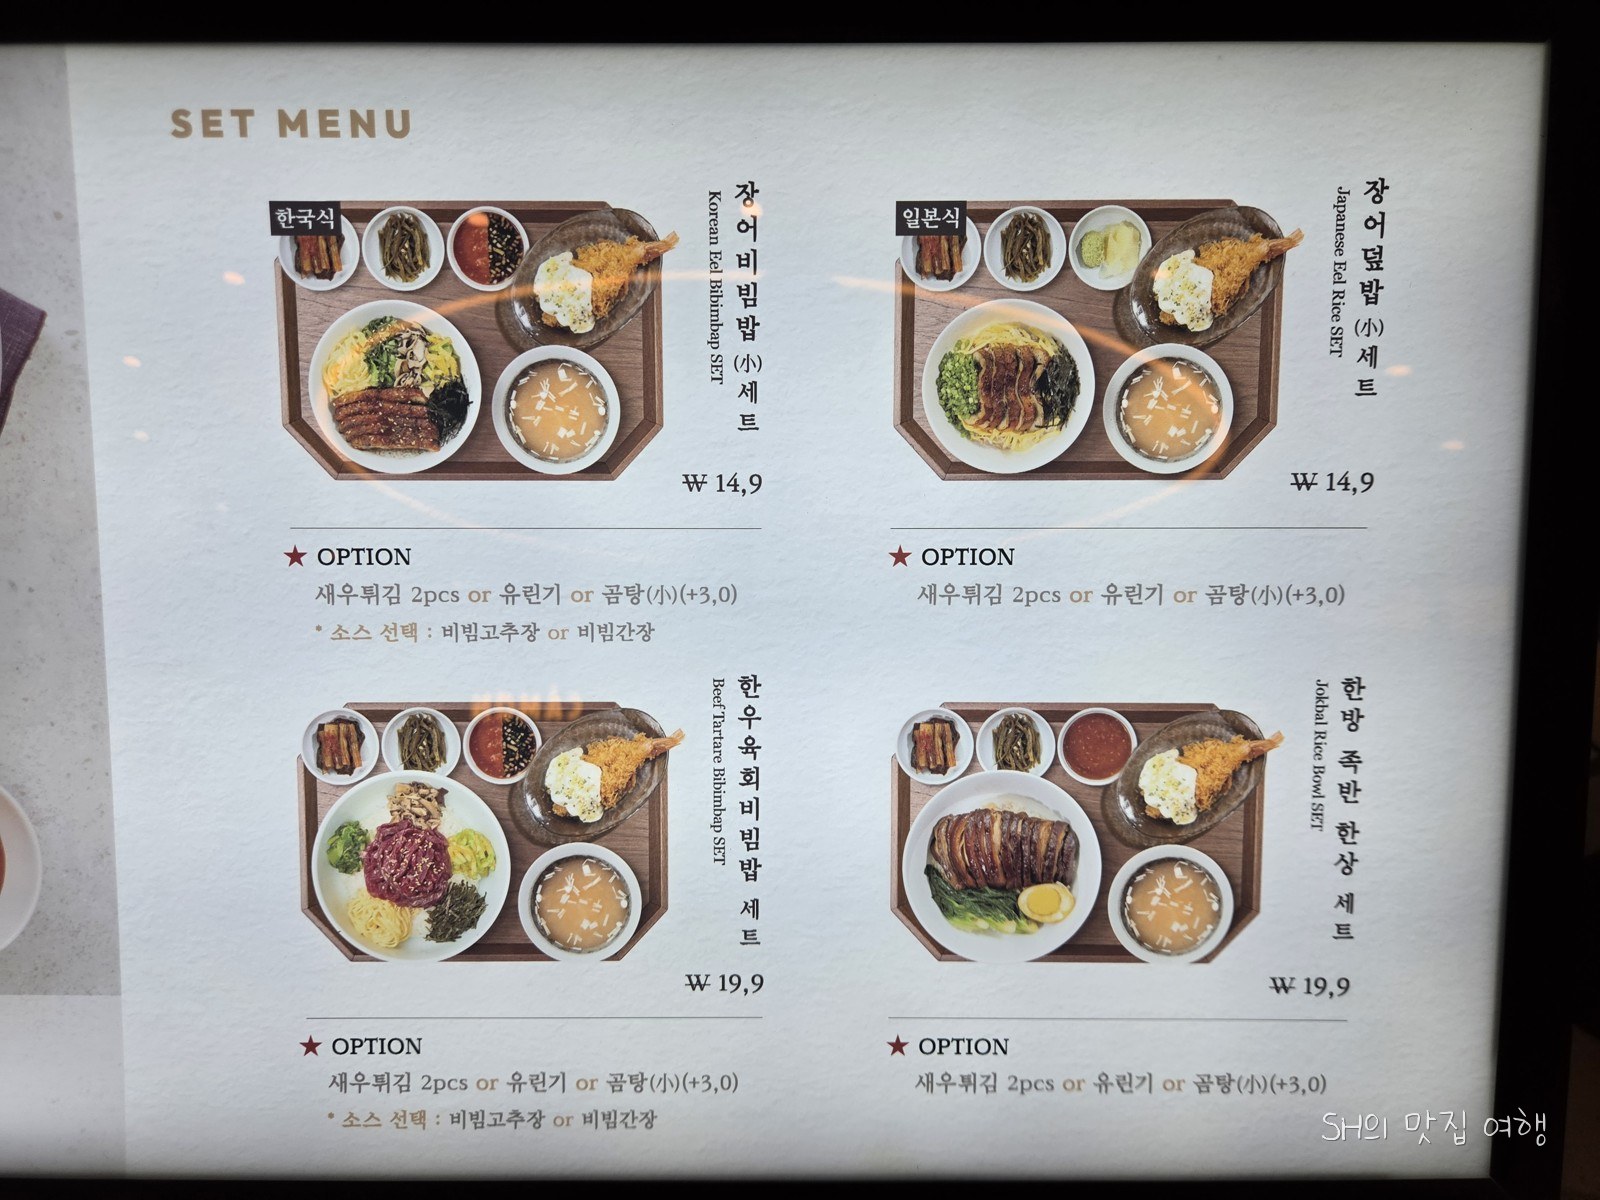 SET MENU
한국식
장어비빔밥(小)세트
Korean Eel Bibimbap SET
₩ 14,9
★ OPTION
새우튀김 2pcs or 유린기 or 곰탕(小)(+3,0)
* 소스 선택 : 비빔고추장 or 비빔간장
일본식
장어덮밥(小)세트
Japanese Eel Rice SET
₩ 14,9
★ OPTION
새우튀김 2pcs or 유린기 or 곰탕(小)(+3,0)
한우육회비빔밥 세트
Beef Tartare Bibimbap SET
₩ 19,9
★ OPTION
새우튀김 2pcs or 유린기 or 곰탕(小)(+3,0)
* 소스 선택 : 비빔고추장 or 비빔간장
한방 족반 한상 세트
Jokbal Rice Bowl SET
₩ 19,9
★ OPTION
새우튀김 2pcs or 유린기 or 곰탕(小)(+3,0)
SH의 맛집 여행